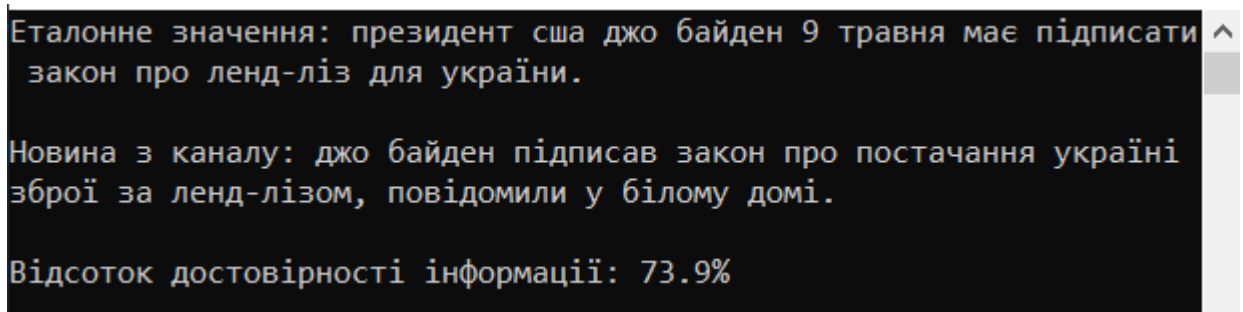 Еталонне значення: президент сша джо байден 9 травня має підписати
закон про ленд-ліз для україни.
Новина з каналу: джо байден підписав закон про постачання україні
зброї за ленд-лізом, повідомили у білому домі.
Відсоток достовірності інформації: 73.9%